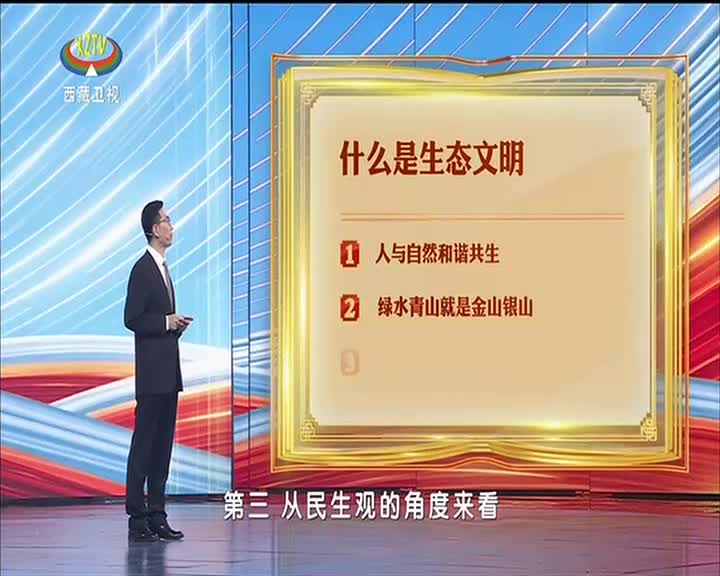 XZTV
西藏卫视
什么是生态文明
1 人与自然和谐共生
2 绿水青山就是金山银山
3
第三 从民生观的角度来看